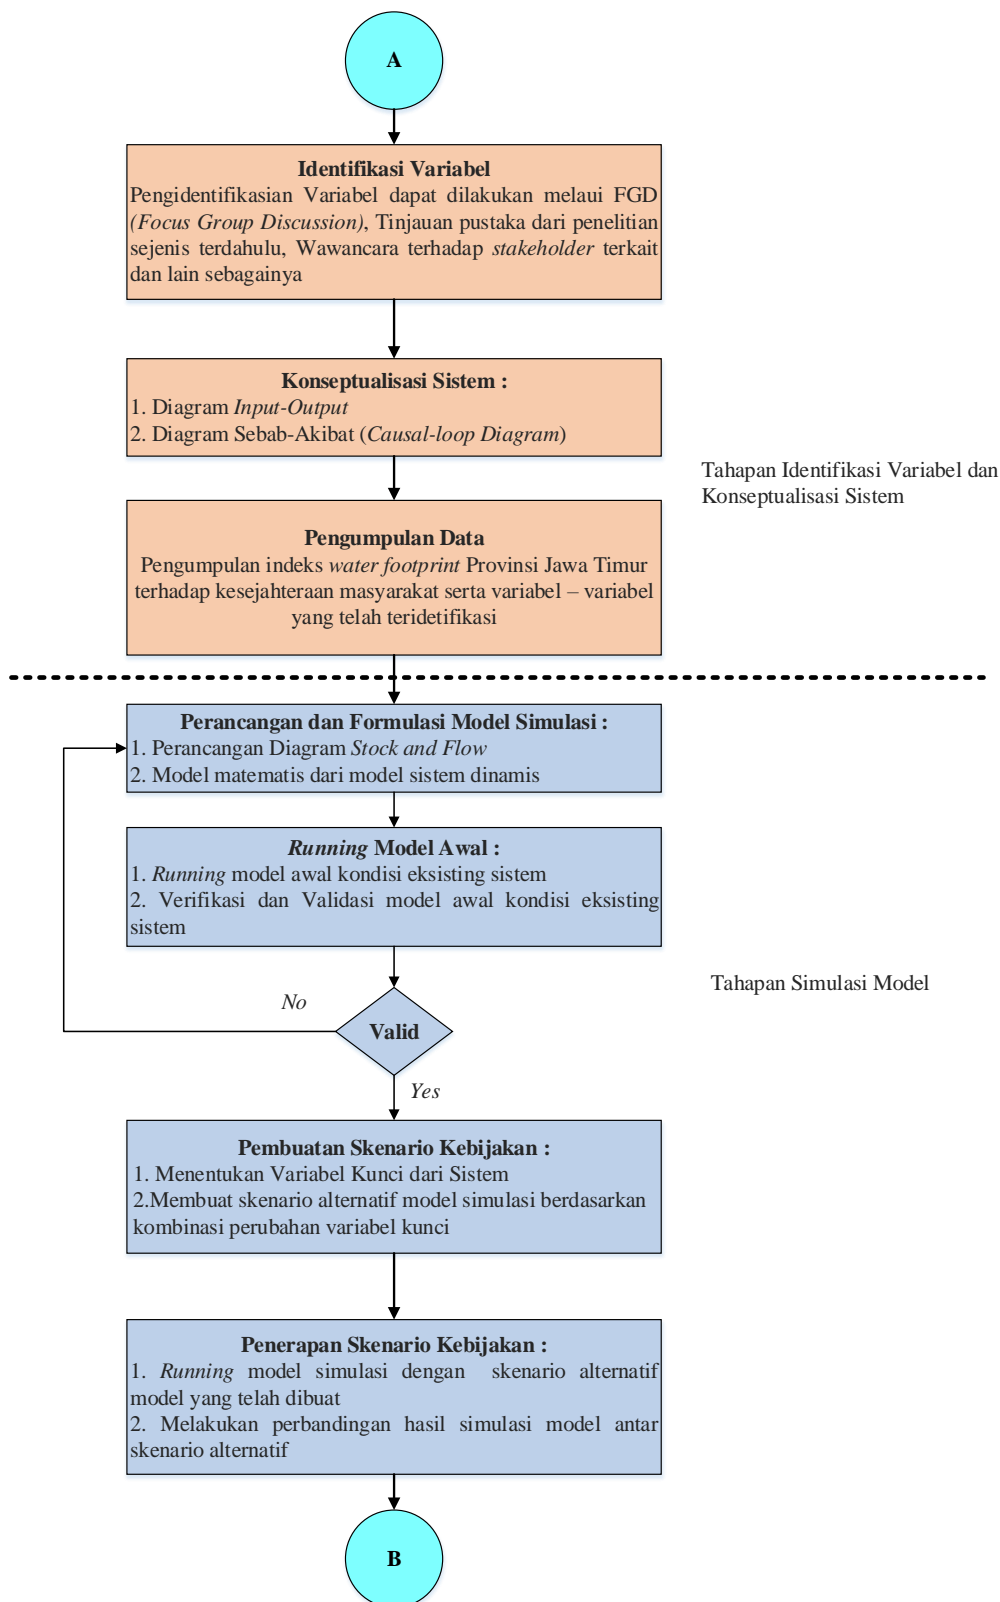 A
Identifikasi Variabel
Pengidentifikasian Variabel dapat dilakukan melaui FGD
(Focus Group Discussion), Tinjauan pustaka dari penelitian
sejenis terdahulu, Wawancara terhadap stakeholder terkait
dan lain sebagainya
Konseptualisasi Sistem :
1. Diagram Input-Output
2. Diagram Sebab-Akibat (Causal-loop Diagram)
Tahapan Identifikasi Variabel dan
Konseptualisasi Sistem
Pengumpulan Data
Pengumpulan indeks water footprint Provinsi Jawa Timur
terhadap kesejahteraan masyarakat serta variabel – variabel
yang telah teridetifikasi
Perancangan dan Formulasi Model Simulasi :
1. Perancangan Diagram Stock and Flow
2. Model matematis dari model sistem dinamis
Running Model Awal :
1. Running model awal kondisi eksisting sistem
2. Verifikasi dan Validasi model awal kondisi eksisting
sistem
Tahapan Simulasi Model
No
Valid
Yes
Pembuatan Skenario Kebijakan :
1. Menentukan Variabel Kunci dari Sistem
2.Membuat skenario alternatif model simulasi berdasarkan
kombinasi perubahan variabel kunci
Penerapan Skenario Kebijakan :
1. Running model simulasi dengan skenario alternatif
model yang telah dibuat
2. Melakukan perbandingan hasil simulasi model antar
skenario alternatif
B